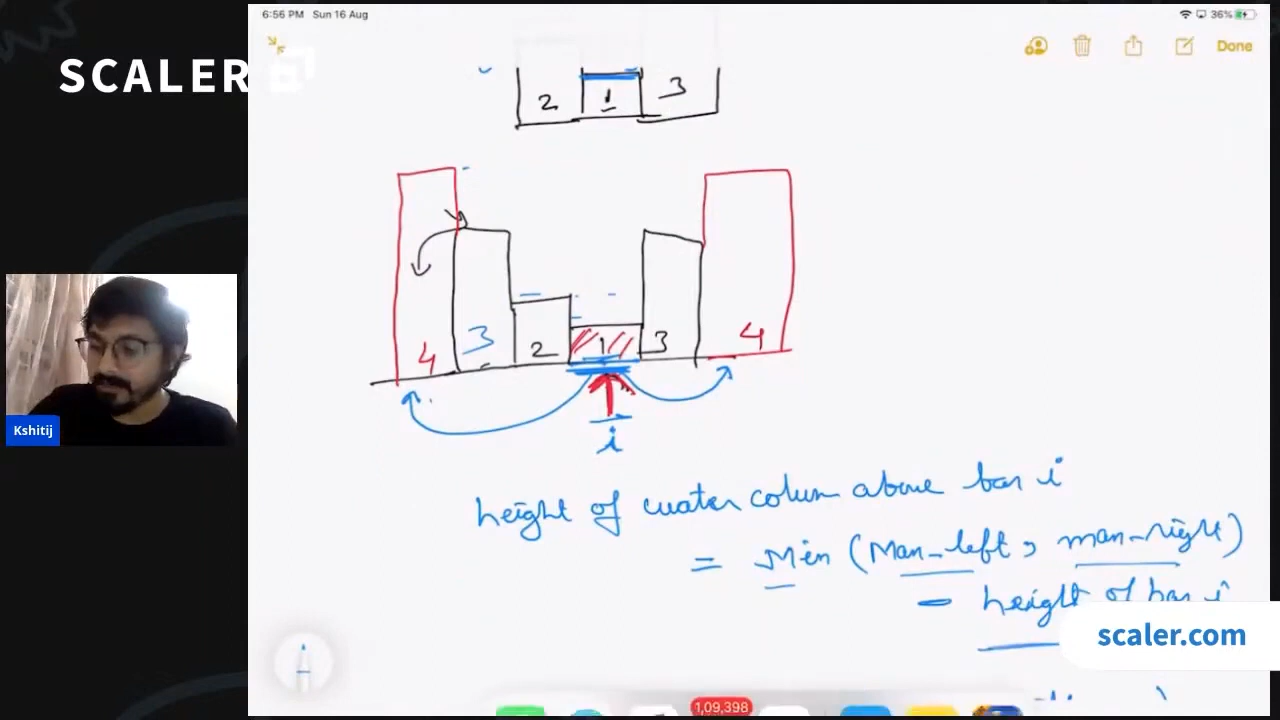 6:56 PM Sun 16 Aug
36%
SCALER
Done
2 1 3
4 3 2 1 3 4
Kshitij
i
height of water colum above bar i
= Min (Max_left, max_right)
- height of bar i
scaler.com
1,09,398